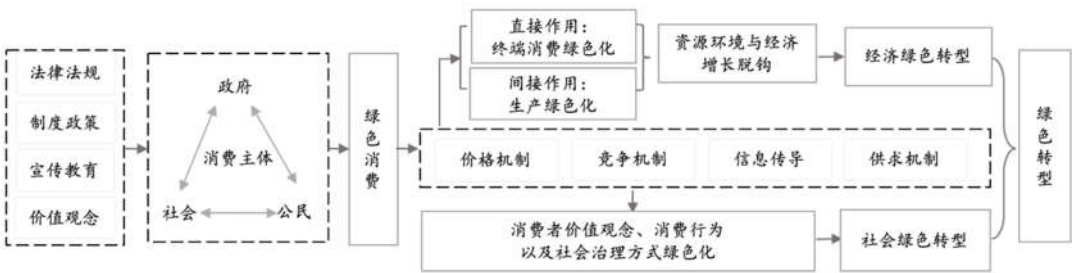 法律法规
制度政策
宣传教育
价值观念
政府
消费主体
社会
公民
绿色消费
直接作用：
终端消费绿色化
间接作用：
生产绿色化
资源环境与经济
增长脱钩
经济绿色转型
价格机制
竞争机制
信息传导
供求机制
消费者价值观念、消费行为
以及社会治理方式绿色化
社会绿色转型
绿色转型